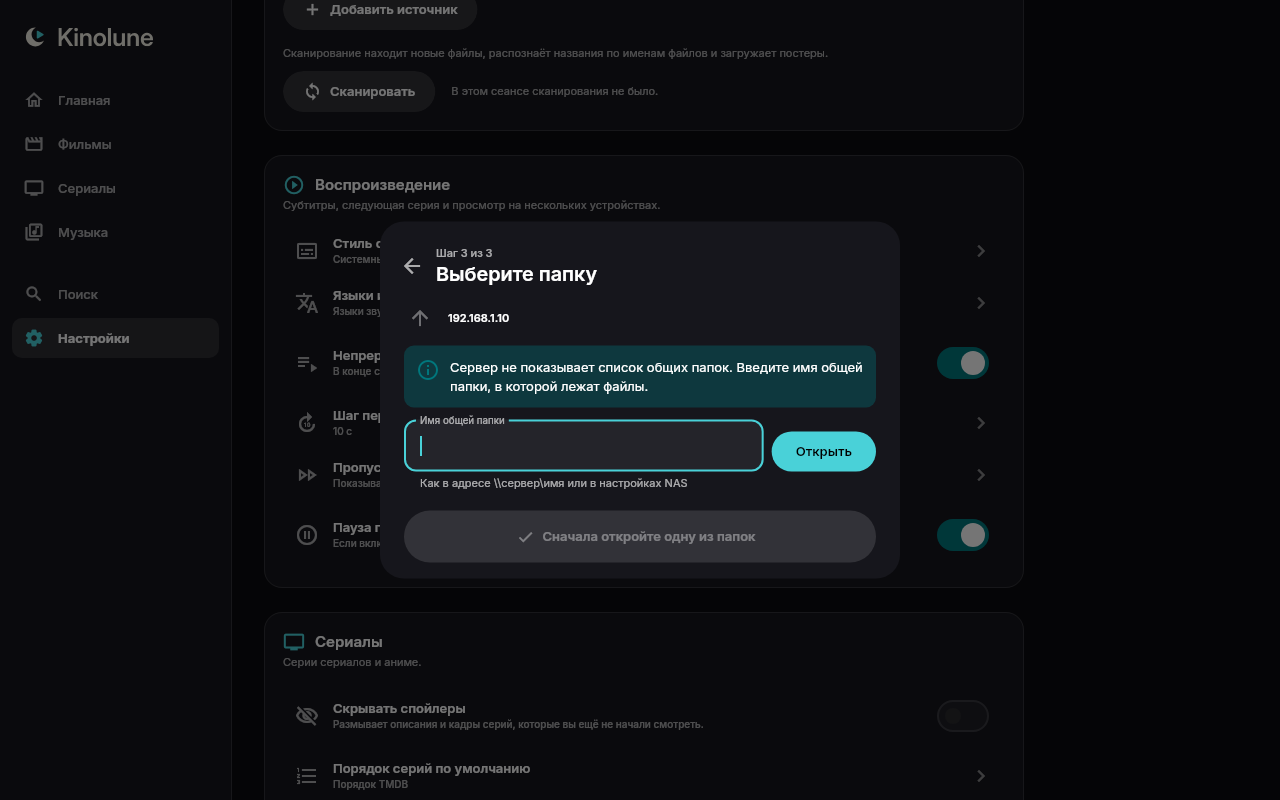 Kinolune
Главная
Фильмы
Сериалы
Музыка
Поиск
Настройки
Добавить источник
Сканирование находит новые файлы, распознаёт названия по именам файлов и загружает постеры.
Сканировать
В этом сеансе сканирования не было.
Воспроизведение
Субтитры, следующая серия и просмотр на нескольких устройствах.
Стиль
Языки
Языки
10 с
Шаг 3 из 3
Выберите папку
192.168.1.10
Сервер не показывает список общих папок. Введите имя общей
папки, в которой лежат файлы.
Имя общей папки
Открыть
Как в адресе \\сервер\имя или в настройках NAS
Сначала откройте одну из папок
Сериалы
Серии сериалов и аниме.
Скрывать спойлеры
Размывать описания и кадры серий, которые вы ещё не начали смотреть.
Порядок серий по умолчанию
Порядок TMDB